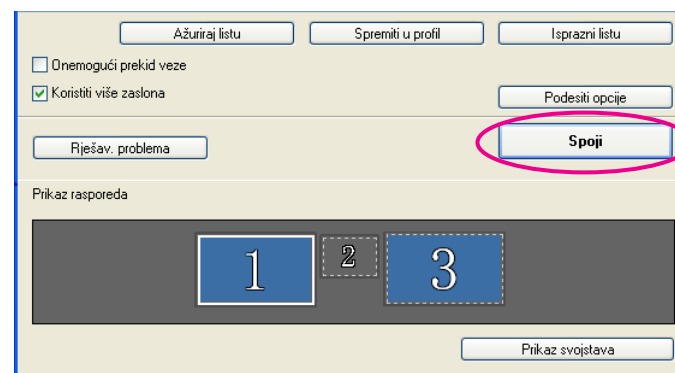 Ažuriraj listu Spremiti u profil Isprazni listu
Onemogući prekid veze
Koristiti više zaslona
Podesiti opcije
Rješav. problema Spoji
Prikaz rasporeda
1 2 3
Prikaz svojstava